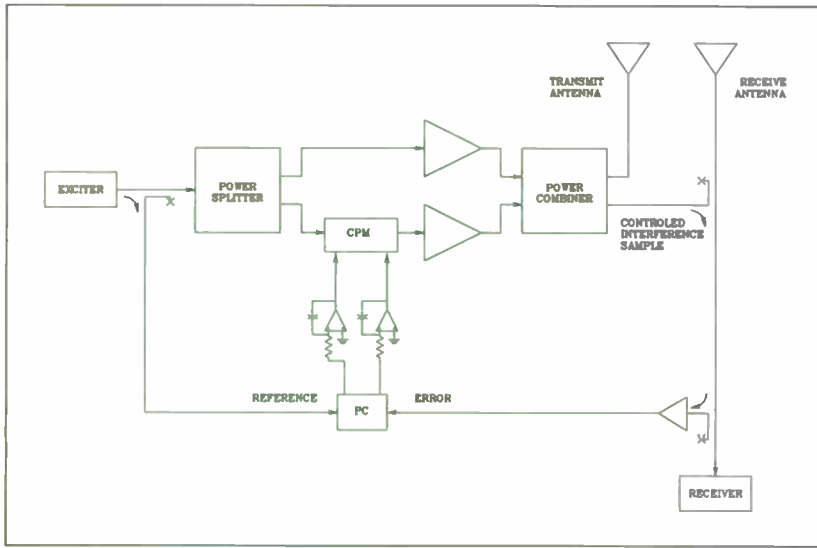 TRANSMIT
ANTENNA
RECEIVE
ANTENNA
EXCITER
POWER
SPLITTER
POWER
COMBINER
CPM
CONTROLED
INTERFERENCE
SAMPLE
REFERENCE
PC
ERROR
RECEIVER